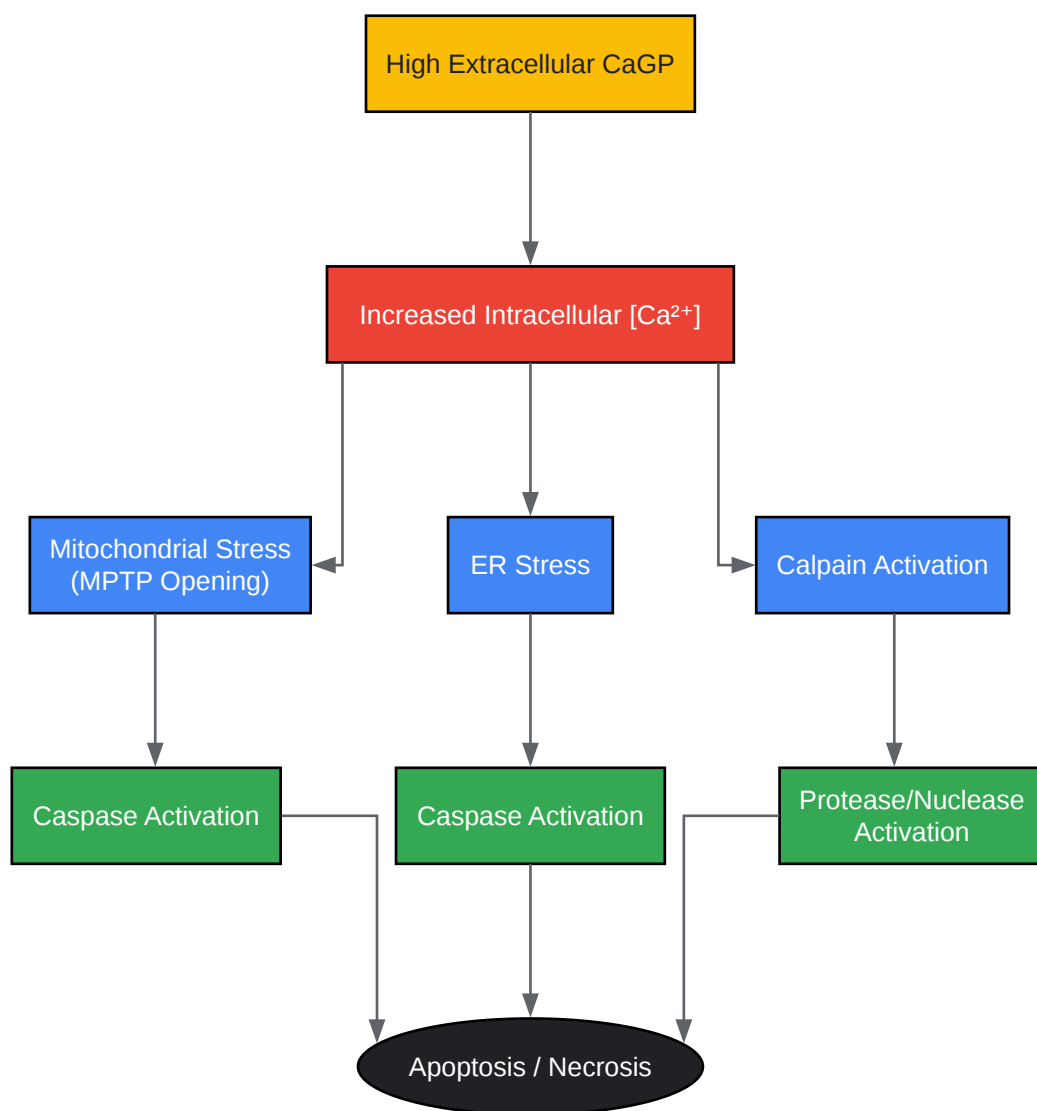 High Extracellular CaGP
Increased Intracellular [Ca²⁺]
Mitochondrial Stress
(MPTP Opening)
ER Stress
Calpain Activation
Caspase Activation
Caspase Activation
Protease/Nuclease
Activation
Apoptosis / Necrosis